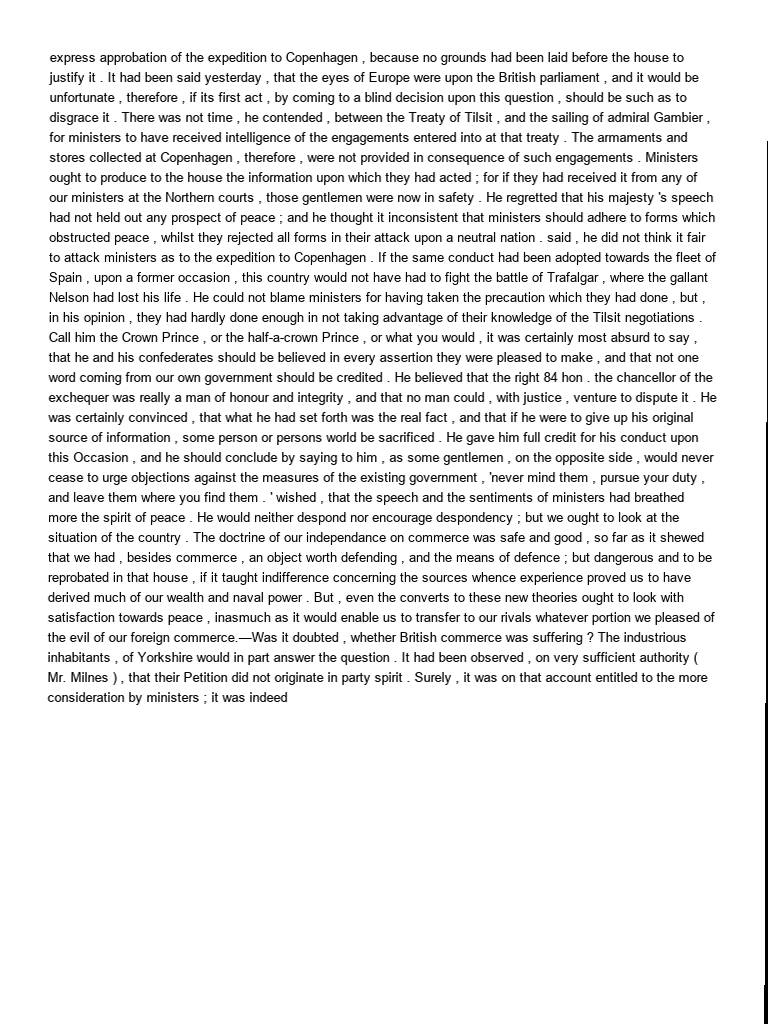 express approbation of the expedition to Copenhagen , because no grounds had been laid before the house to
justify it . It had been said yesterday , that the eyes of Europe were upon the British parliament , and it would be
unfortunate , therefore , if its first act , by coming to a blind decision upon this question , should be such as to
disgrace it . There was not time , he contended , between the Treaty of Tilsit , and the sailing of admiral Gambier ,
for ministers to have received intelligence of the engagements entered into at that treaty . The armaments and
stores collected at Copenhagen , therefore , were not provided in consequence of such engagements . Ministers
ought to produce to the house the information upon which they had acted ; for if they had received it from any of
our ministers at the Northern courts , those gentlemen were now in safety . He regretted that his majesty 's speech
had not held out any prospect of peace ; and he thought it inconsistent that ministers should adhere to forms which
obstructed peace , whilst they rejected all forms in their attack upon a neutral nation . said , he did not think it fair
to attack ministers as to the expedition to Copenhagen . If the same conduct had been adopted towards the fleet of
Spain , upon a former occasion , this country would not have had to fight the battle of Trafalgar , where the gallant
Nelson had lost his life . He could not blame ministers for having taken the precaution which they had done , but ,
in his opinion , they had hardly done enough in not taking advantage of their knowledge of the Tilsit negotiations .
Call him the Crown Prince , or the half-a-crown Prince , or what you would , it was certainly most absurd to say ,
that he and his confederates should be believed in every assertion they were pleased to make , and that not one
word coming from our own government should be credited . He believed that the right 84 hon . the chancellor of the
exchequer was really a man of honour and integrity , and that no man could , with justice , venture to dispute it . He
was certainly convinced , that what he had set forth was the real fact , and that if he were to give up his original
source of information , some person or persons world be sacrificed . He gave him full credit for his conduct upon
this Occasion , and he should conclude by saying to him , as some gentlemen , on the opposite side , would never
cease to urge objections against the measures of the existing government , 'never mind them , pursue your duty ,
and leave them where you find them . ' wished , that the speech and the sentiments of ministers had breathed
more the spirit of peace . He would neither despond nor encourage despondency ; but we ought to look at the
situation of the country . The doctrine of our independance on commerce was safe and good , so far as it shewed
that we had , besides commerce , an object worth defending , and the means of defence ; but dangerous and to be
reprobated in that house , if it taught indifference concerning the sources whence experience proved us to have
derived much of our wealth and naval power . But , even the converts to these new theories ought to look with
satisfaction towards peace , inasmuch as it would enable us to transfer to our rivals whatever portion we pleased of
the evil of our foreign commerce.—Was it doubted , whether British commerce was suffering ? The industrious
inhabitants , of Yorkshire would in part answer the question . It had been observed , on very sufficient authority (
Mr. Milnes ) , that their Petition did not originate in party spirit . Surely , it was on that account entitled to the more
consideration by ministers ; it was indeed